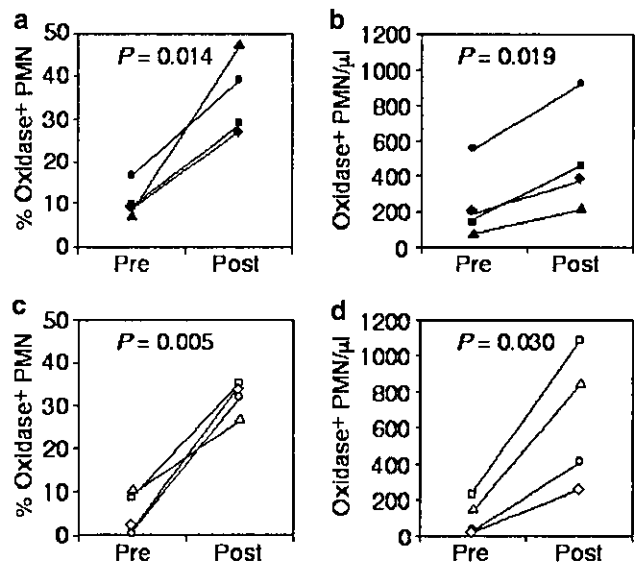 a
% Oxidase+ PMN
50
40
30
20
10
0
P = 0.014
Pre
Post
b
Oxidase+ PMN/µl
1200
1000
800
600
400
200
0
P = 0.019
Pre
Post
c
% Oxidase+ PMN
50
40
30
20
10
0
P = 0.005
Pre
Post
d
Oxidase+ PMN/µl
1200
1000
800
600
400
200
0
P = 0.030
Pre
Post